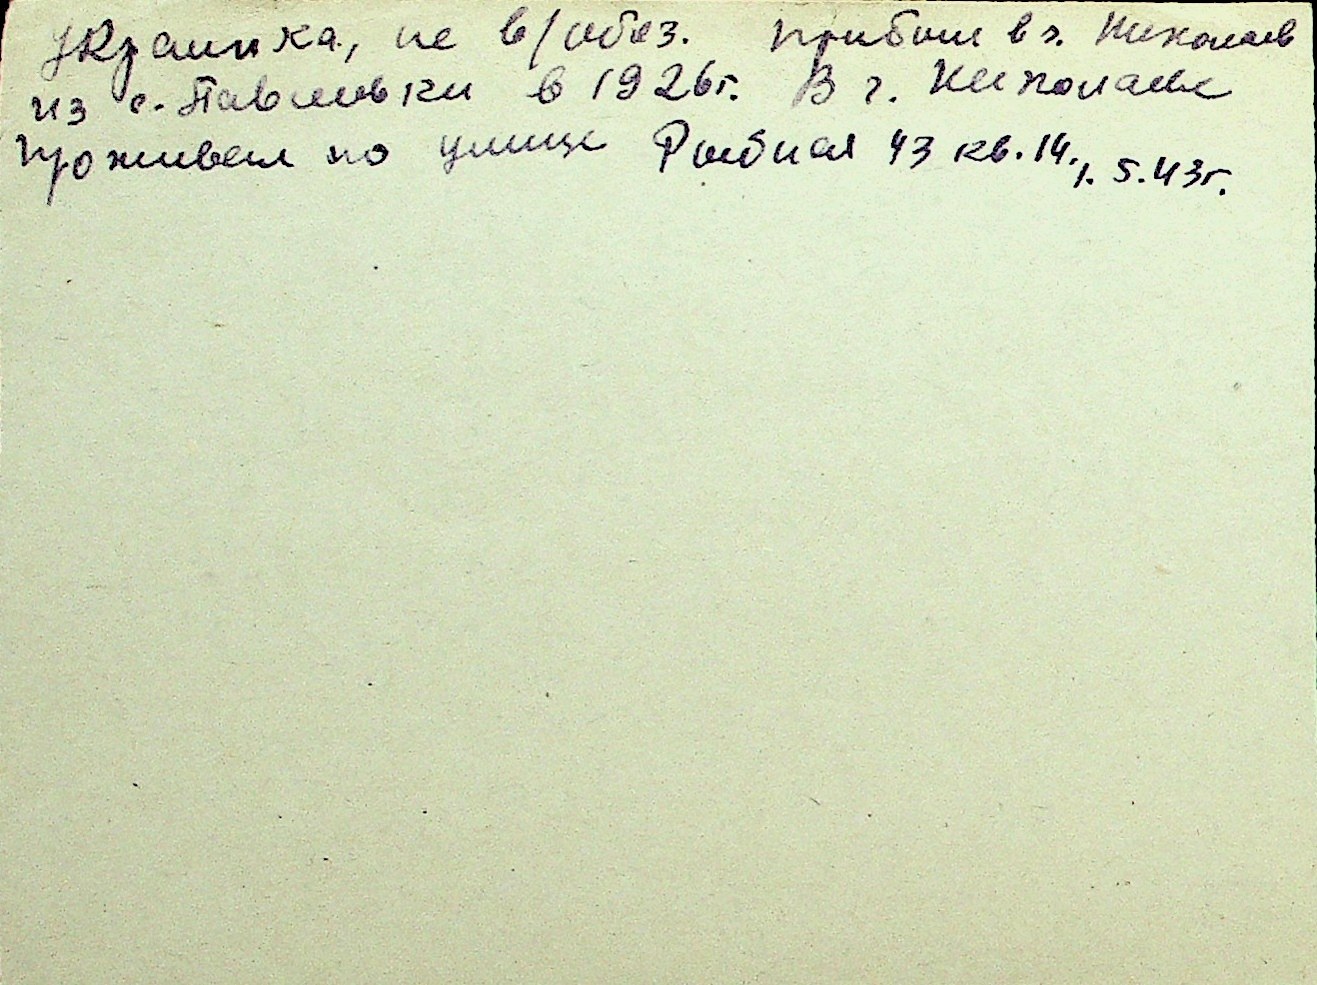 Украинка, не в/обяз. Прибыл в г. Николаев
из с. Павловки в 1926г. В г. Николаеве
проживал по улице Рыбная 43 кв. 14, 1. 5. 43г.